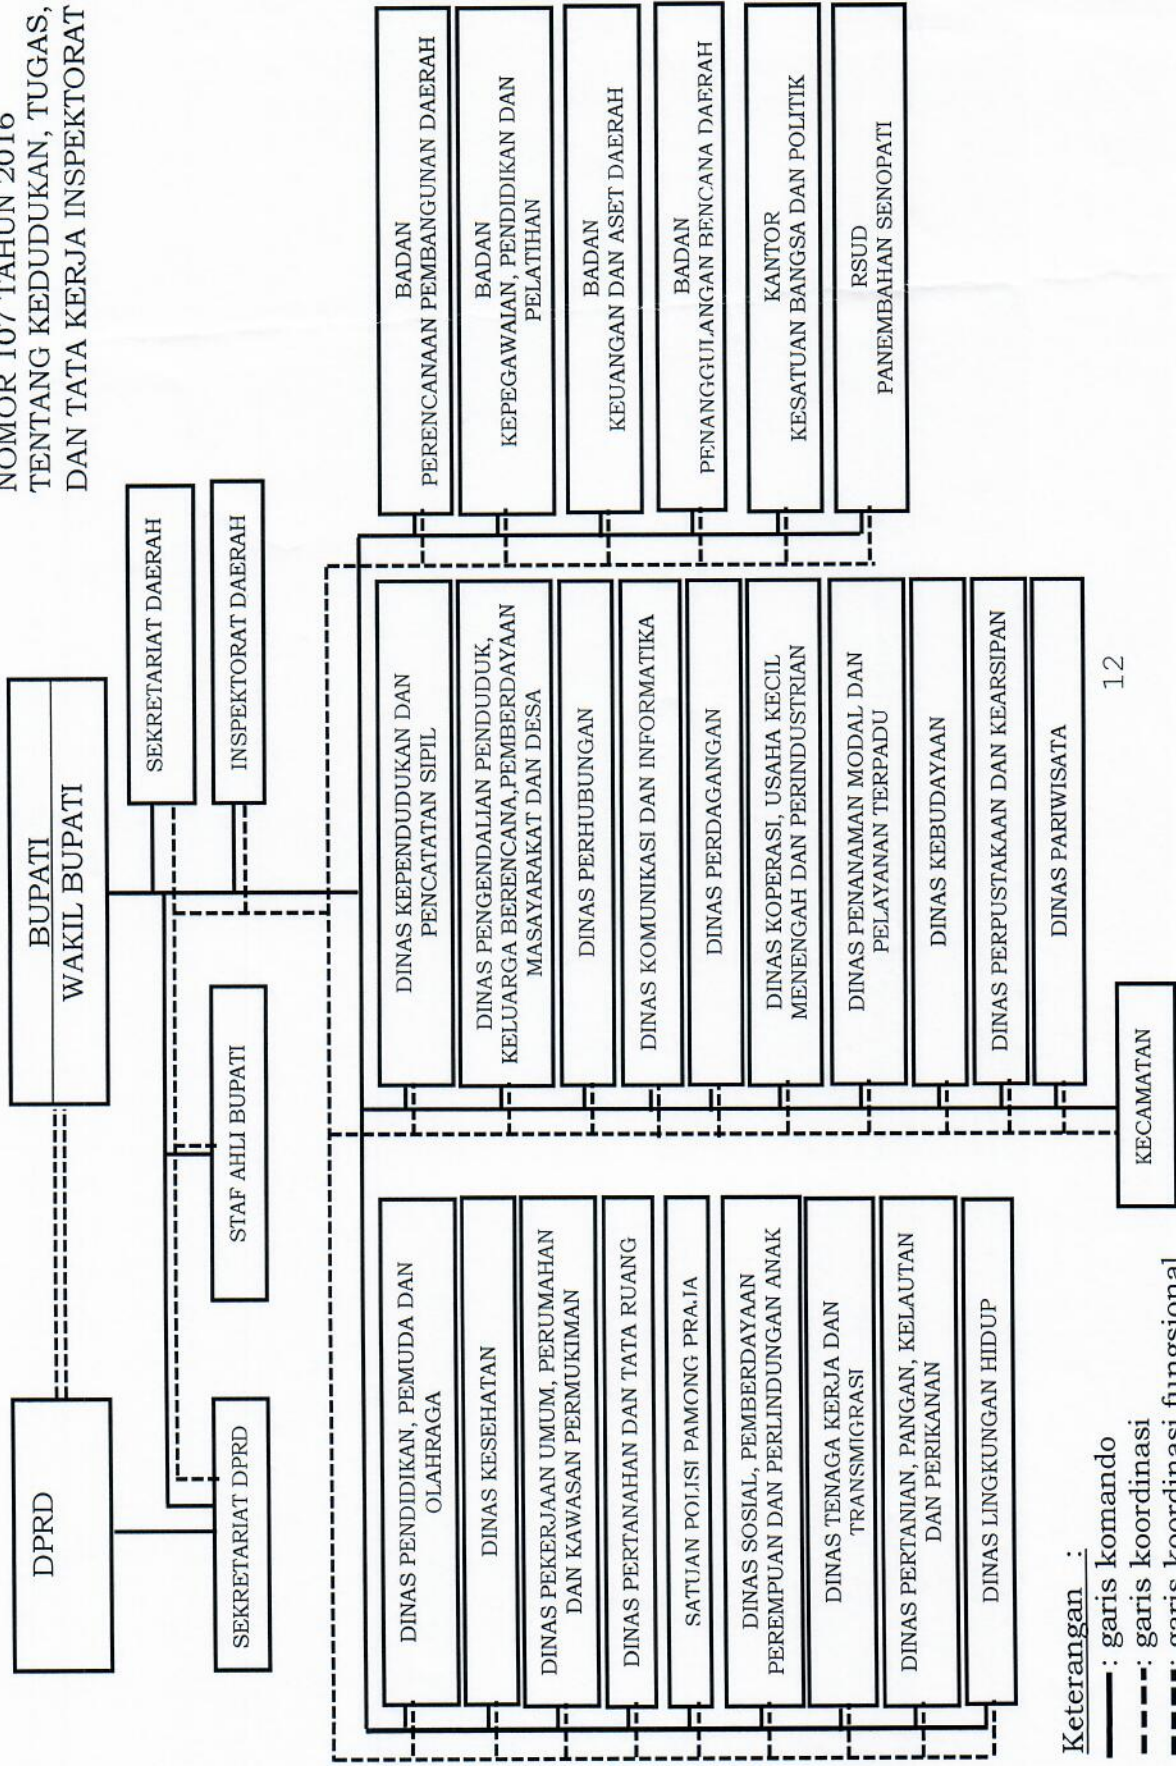 NOMOR 107 TAHUN 2016
TENTANG KEDUDUKAN, TUGAS,
DAN TATA KERJA INSPEKTORAT
BUPATI
WAKIL BUPATI
DPRD
SEKRETARIAT DAERAH
INSPEKTORAT DAERAH
STAF AHLI BUPATI
SEKRETARIAT DPRD
DINAS PENDIDIKAN, PEMUDA DAN
OLAHRAGA
DINAS KESEHATAN
DINAS PEKERJAAN UMUM, PERUMAHAN
DAN KAWASAN PERMUKIMAN
DINAS PERTANAHAN DAN TATA RUANG
SATUAN POLISI PAMONG PRAJA
DINAS SOSIAL, PEMBERDAYAAN
PEREMPUAN DAN PERLINDUNGAN ANAK
DINAS TENAGA KERJA DAN
TRANSMIGRASI
DINAS PERTANIAN, PANGAN, KELAUTAN
DAN PERIKANAN
DINAS LINGKUNGAN HIDUP
DINAS KEPENDUDUKAN DAN
PENCATATAN SIPIL
DINAS PENGENDALIAN PENDUDUK,
KELUARGA BERENCANA,PEMBERDAYAAN
MASAYARAKAT DAN DESA
DINAS PERHUBUNGAN
DINAS KOMUNIKASI DAN INFORMATIKA
DINAS PERDAGANGAN
DINAS KOPERASI, USAHA KECIL
MENENGAH DAN PERINDUSTRIAN
DINAS PENANAMAN MODAL DAN
PELAYANAN TERPADU
DINAS KEBUDAYAAN
DINAS PERPUSTAKAAN DAN KEARSIPAN
DINAS PARIWISATA
BADAN
PERENCANAAN PEMBANGUNAN DAERAH
BADAN
KEPEGAWAIAN, PENDIDIKAN DAN
PELATIHAN
BADAN
KEUANGAN DAN ASET DAERAH
BADAN
PENANGGULANGAN BENCANA DAERAH
KANTOR
KESATUAN BANGSA DAN POLITIK
RSUD
PANEMBAHAN SENOPATI
KECAMATAN
12
Keterangan :
: garis komando
: garis koordinasi
: garis koordinasi fungsional